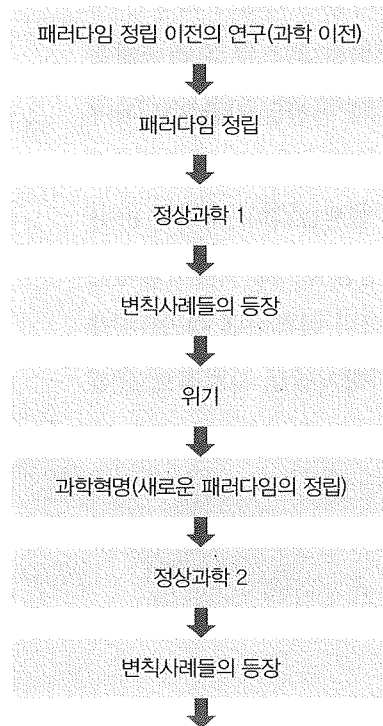 패러다임 정립 이전의 연구(과학 이전)
패러다임 정립
정상과학 1
변칙사례들의 등장
위기
과학혁명(새로운 패러다임의 정립)
정상과학 2
변칙사례들의 등장